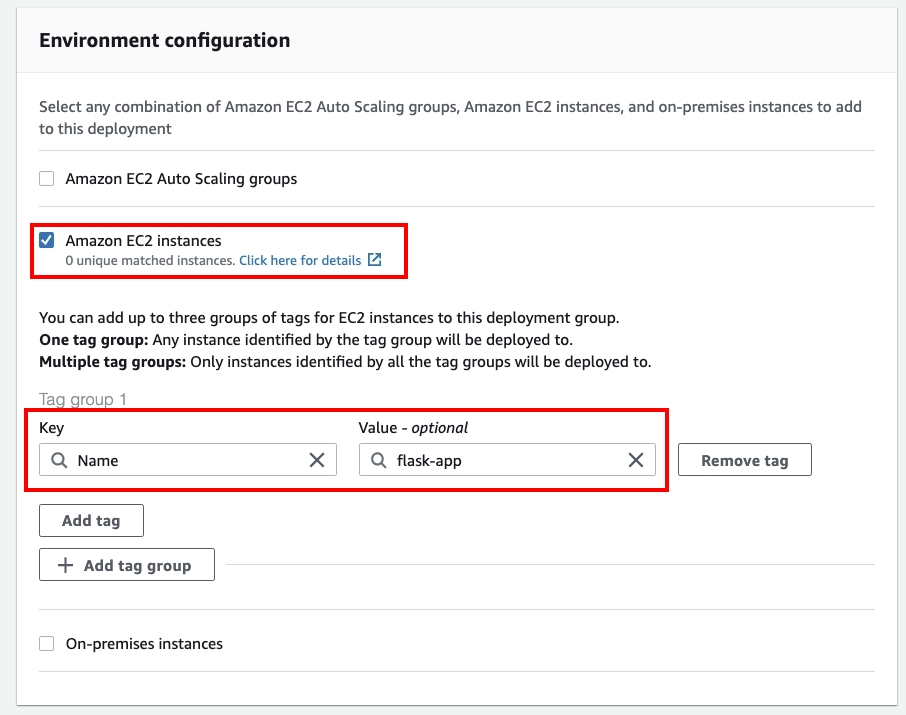 Environment configuration
Select any combination of Amazon EC2 Auto Scaling groups, Amazon EC2 instances, and on-premises instances to add
to this deployment
Amazon EC2 Auto Scaling groups
Amazon EC2 instances
0 unique matched instances. Click here for details
You can add up to three groups of tags for EC2 instances to this deployment group.
One tag group: Any instance identified by the tag group will be deployed to.
Multiple tag groups: Only instances identified by all the tag groups will be deployed to.
Tag group 1
Key Value - optional
Name flask-app Remove tag
Add tag
Add tag group
On-premises instances